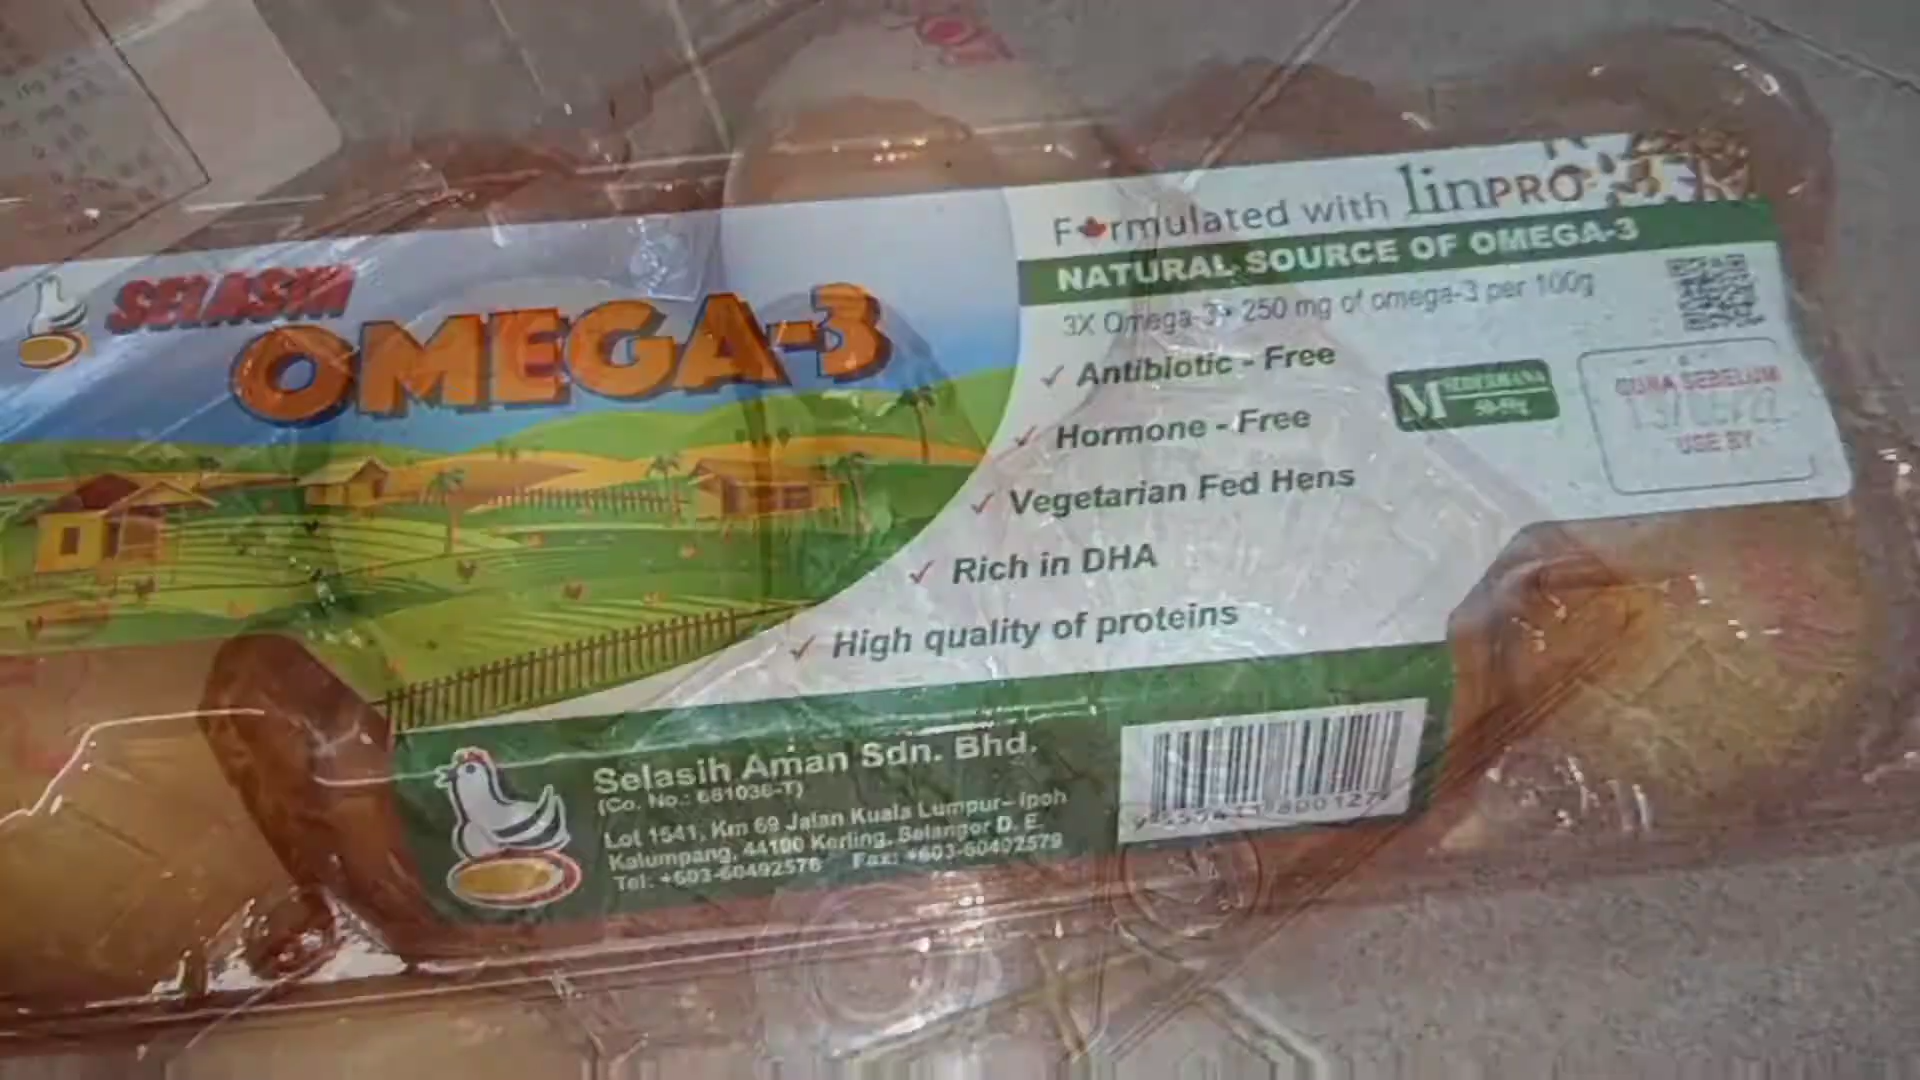 SELASIH
OMEGA-3
Formulated with linPRO
NATURAL SOURCE OF OMEGA-3
3X Omega-3 • 250 mg of omega-3 per 100g
✓ Antibiotic - Free
✓ Hormone - Free
✓ Vegetarian Fed Hens
✓ Rich in DHA
✓ High quality of proteins
M SEDERHANA
GUNA SEBELUM
USE BY
Selasih Aman Sdn. Bhd.
(Co. No.: 661036-T)
Lot 1541, Km 69 Jalan Kuala Lumpur- Ipoh
Kalumpang, 44100 Kerling, Selangor D. E.
Tel: +603-60492578 Fax: +603-60492579